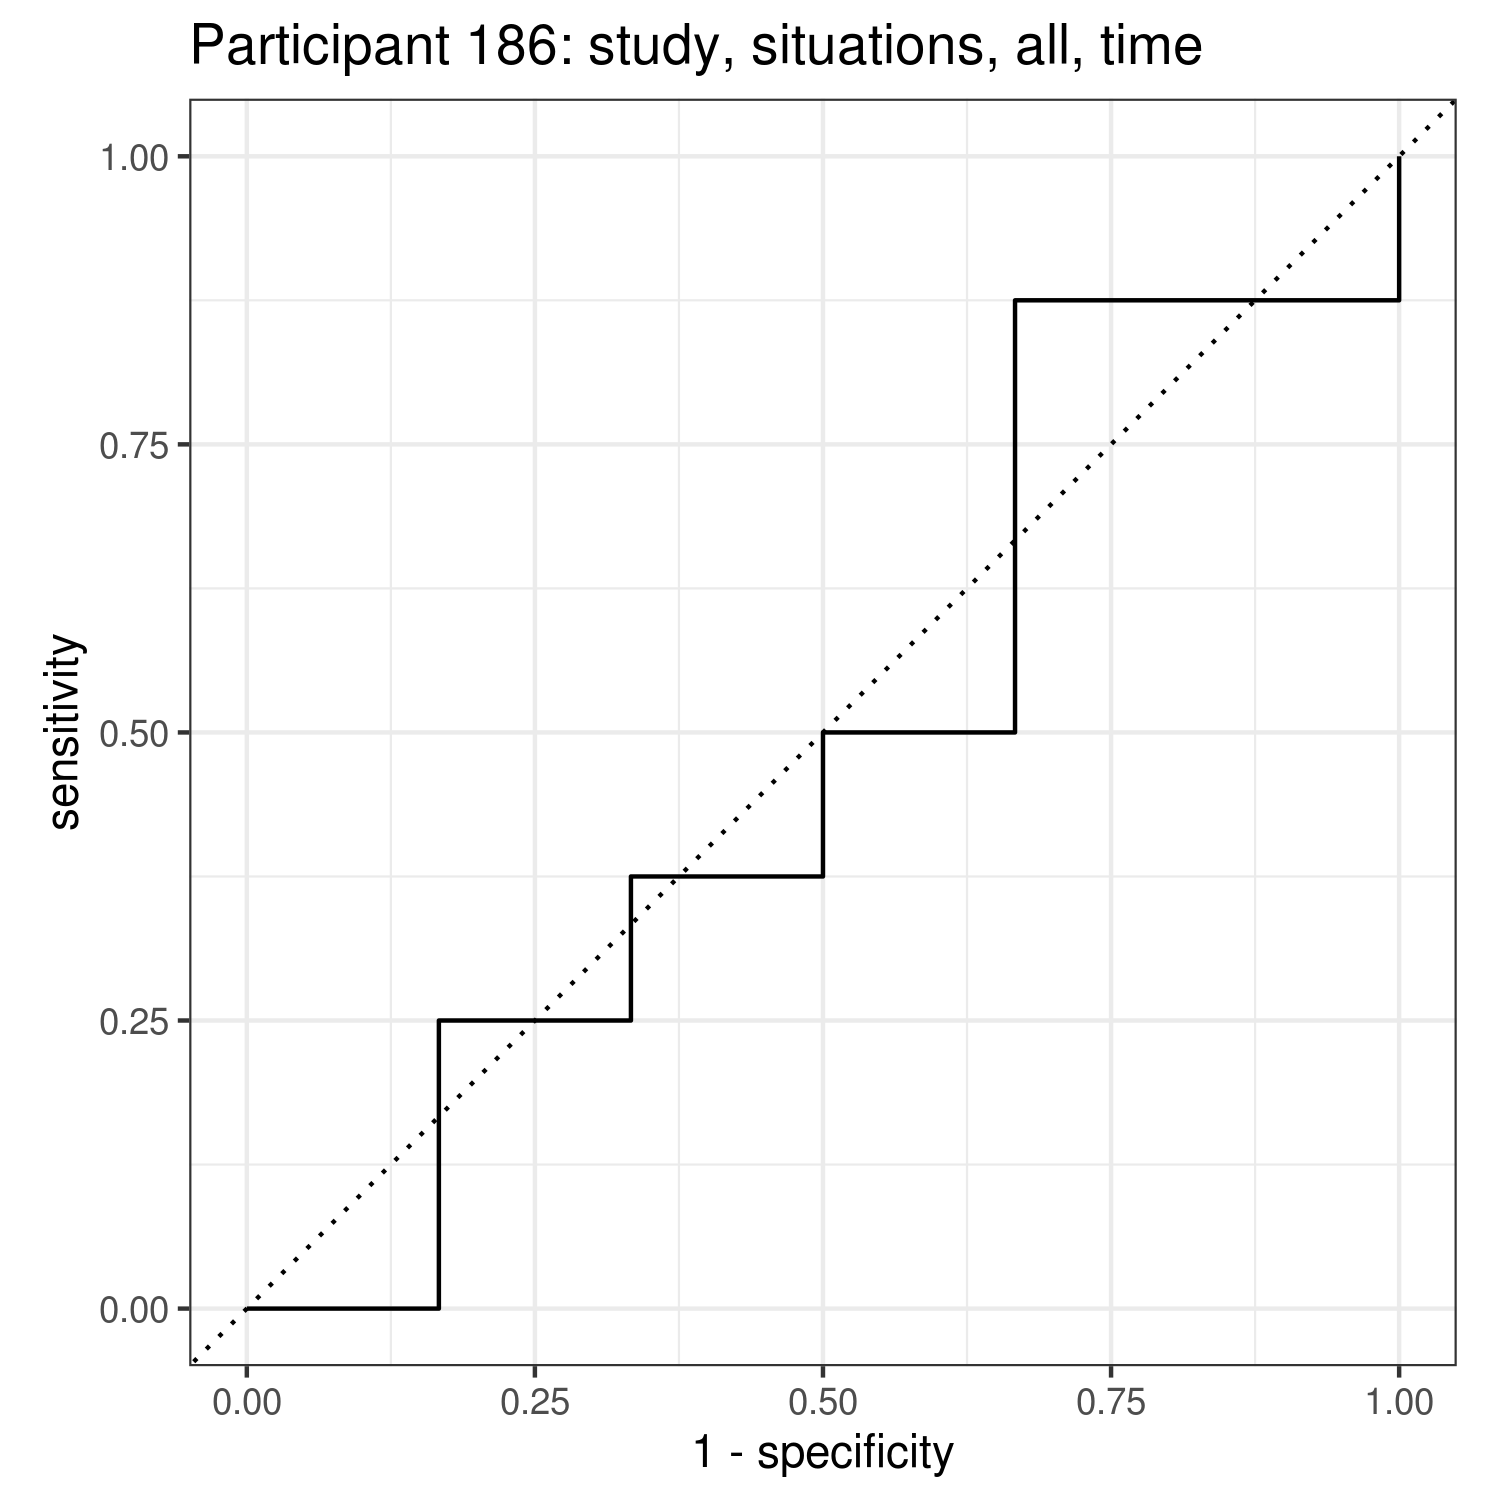 Participant 186: study, situations, all, time
1.00
0.75
0.50
0.25
0.00
sensitivity
0.00 0.25 0.50 0.75 1.00
1 - specificity